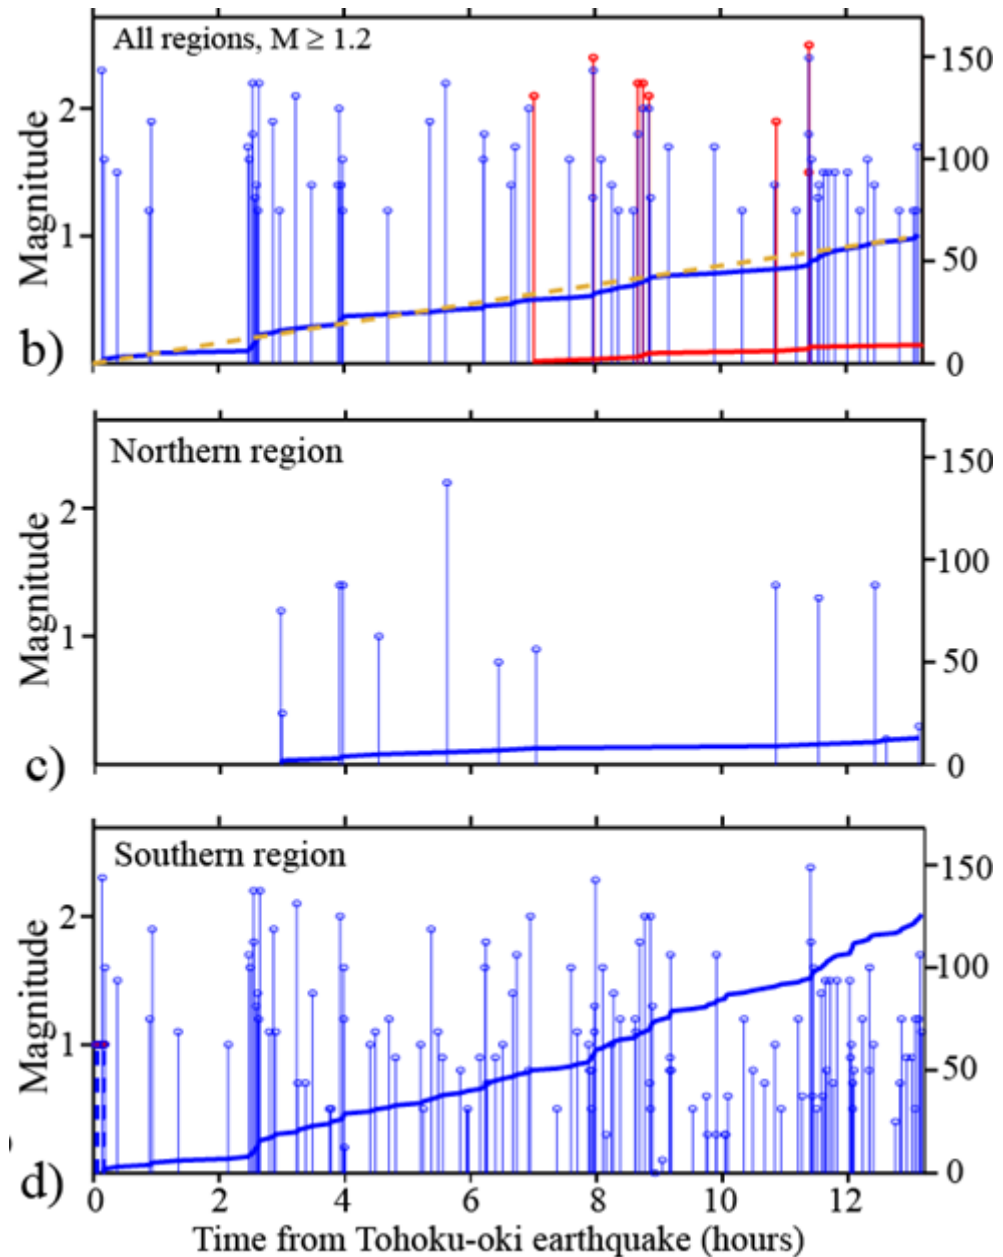 All regions, M ≥ 1.2
Magnitude
2
1
150
100
50
0
b)
Northern region
Magnitude
2
1
150
100
50
0
c)
Southern region
Magnitude
2
1
150
100
50
0
d)
0 2 4 6 8 10 12
Time from Tohoku-oki earthquake (hours)